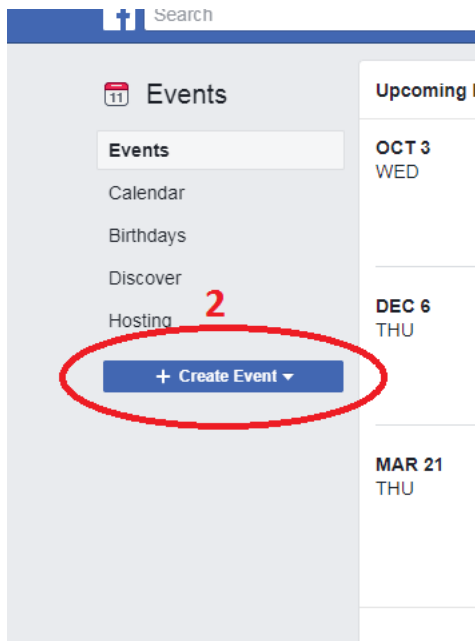 Search
11
Events
Events
Calendar
Birthdays
Discover
Hosting
2
+ Create Event
Upcoming
OCT 3
WED
DEC 6
THU
MAR 21
THU